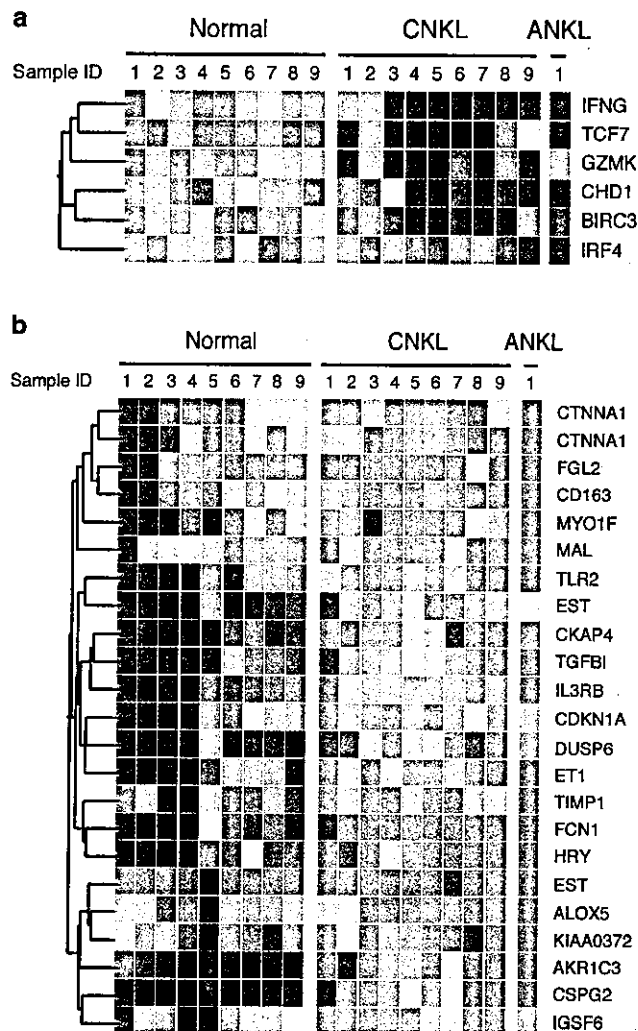 a
Normal CNKL ANKL
Sample ID 1 2 3 4 5 6 7 8 9 1 2 3 4 5 6 7 8 9 1
IFNG
TCF7
GZMK
CHD1
BIRC3
IRF4
b
Normal CNKL ANKL
Sample ID 1 2 3 4 5 6 7 8 9 1 2 3 4 5 6 7 8 9 1
CTNNA1
CTNNA1
FGL2
CD163
MYO1F
MAL
TLR2
EST
CKAP4
TGFBI
IL3RB
CDKN1A
DUSP6
ET1
TIMP1
FCN1
HRY
EST
ALOX5
KIAA0372
AKR1C3
CSPG2
IGSF6